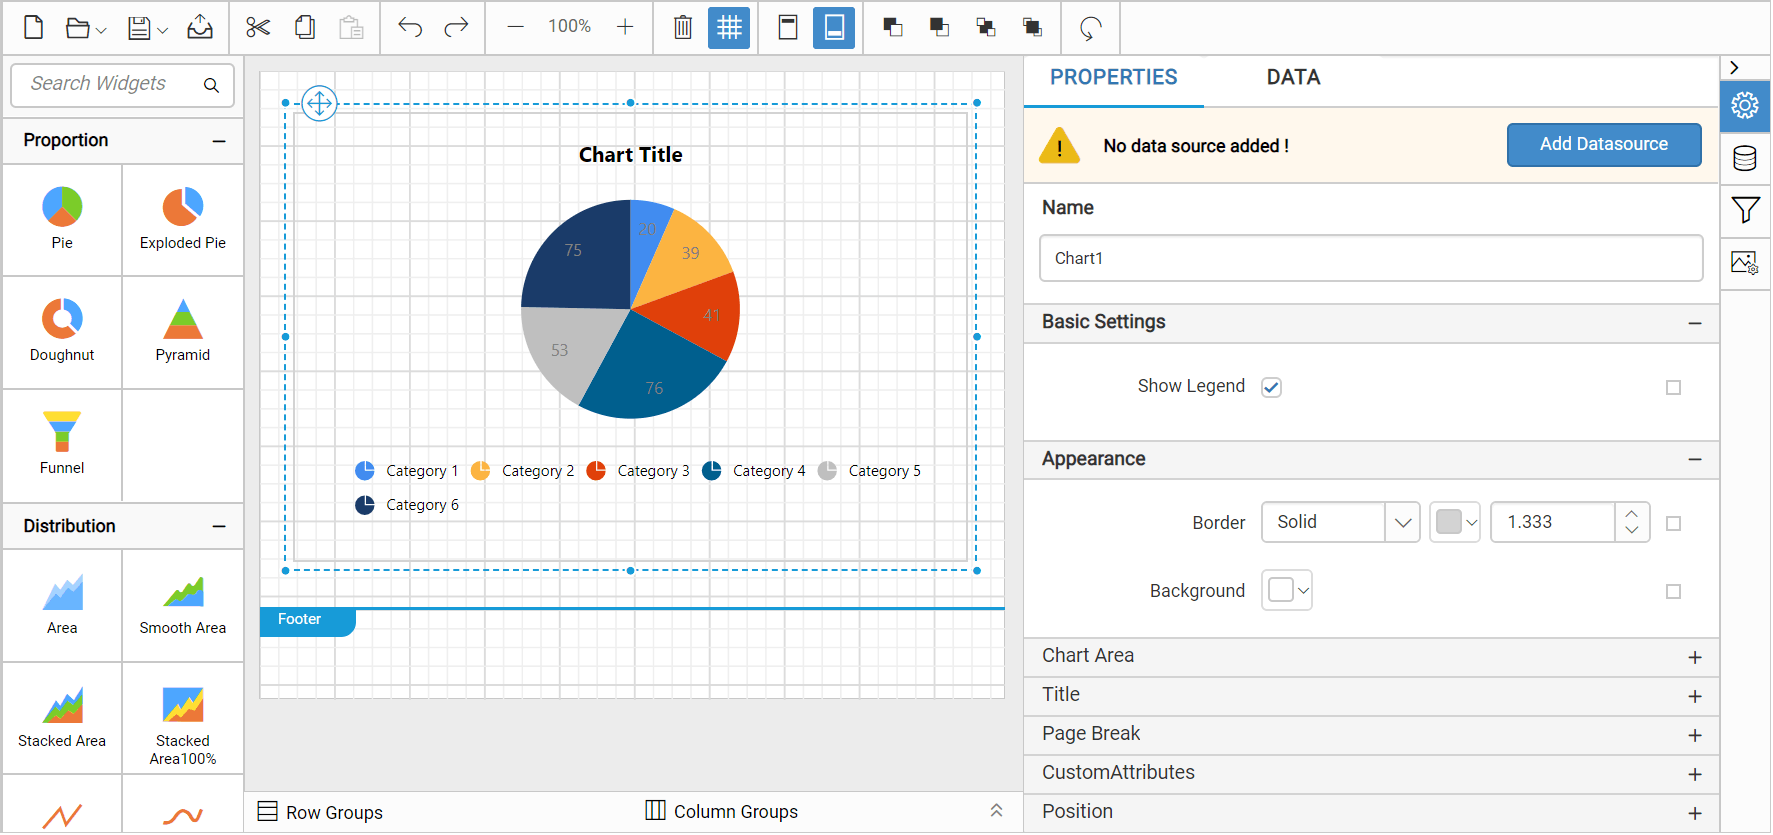 100%
Search Widgets
Proportion
Pie
Exploded Pie
Doughnut
Pyramid
Funnel
Distribution
Area
Smooth Area
Stacked Area
Stacked
Area100%
Chart Title
20
39
41
76
53
75
Category 1
Category 2
Category 3
Category 4
Category 5
Category 6
Footer
Row Groups
Column Groups
PROPERTIES
DATA
No data source added !
Add Datasource
Name
Chart1
Basic Settings
Show Legend
Appearance
Border
Solid
1.333
Background
Chart Area
Title
Page Break
CustomAttributes
Position